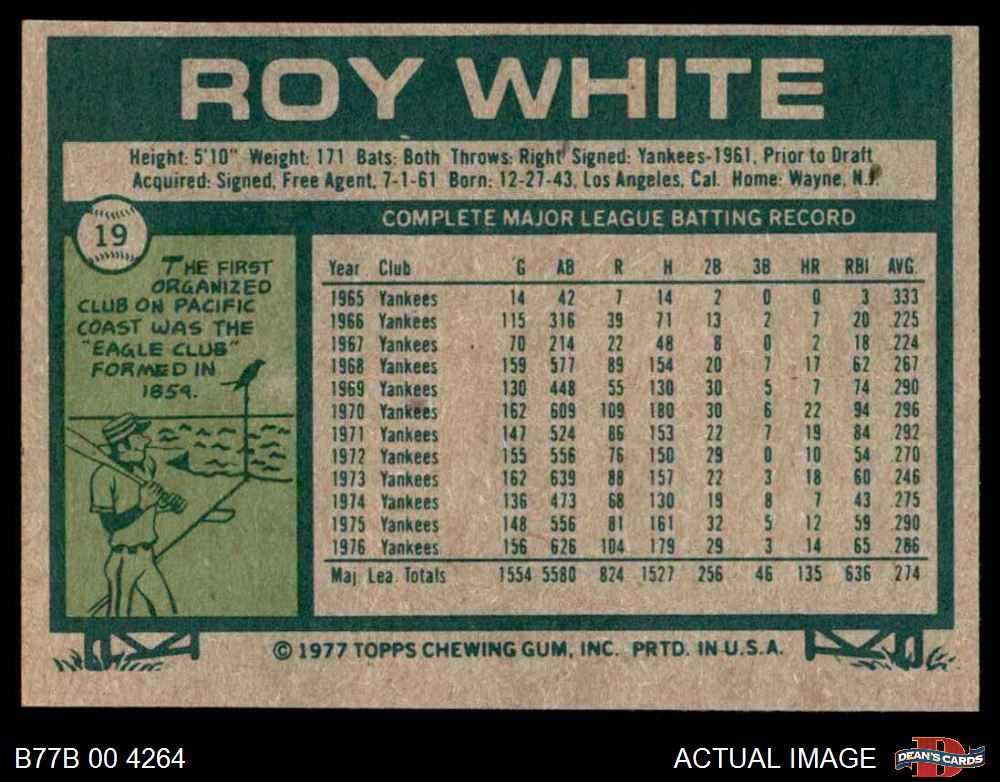 ROY WHITE
Height: 5'10" Weight: 171 Bats: Both Throws: Right Signed: Yankees-1961, Prior to Draft
Acquired: Signed, Free Agent, 7-1-61 Born: 12-27-43, Los Angeles, Cal. Home: Wayne, N.J.
19
THE FIRST
ORGANIZED
CLUB ON PACIFIC
COAST WAS THE
"EAGLE CLUB"
FORMED IN
1859.
COMPLETE MAJOR LEAGUE BATTING RECORD
Year Club G AB R H 2B 3B HR RBI AVG.
1965 Yankees 14 42 7 14 2 0 0 3 .333
1966 Yankees 115 316 39 71 13 2 7 20 .225
1967 Yankees 70 214 22 48 8 0 2 18 .224
1968 Yankees 159 577 89 154 20 7 17 62 .267
1969 Yankees 130 448 55 130 30 5 7 74 .290
1970 Yankees 162 609 109 180 30 6 22 94 .296
1971 Yankees 147 524 86 153 22 7 19 84 .292
1972 Yankees 155 556 76 150 29 0 10 54 .270
1973 Yankees 162 639 88 157 22 3 18 60 .246
1974 Yankees 136 473 68 130 19 8 7 43 .275
1975 Yankees 148 556 81 161 32 5 12 59 .290
1976 Yankees 156 626 104 179 29 3 14 65 .286
Maj. Lea. Totals 1554 5580 824 1527 256 46 135 636 .274
© 1977 TOPPS CHEWING GUM, INC. PRTD. IN U.S.A.
B77B 00 4264
ACTUAL IMAGE
D
DEAN'S CARDS